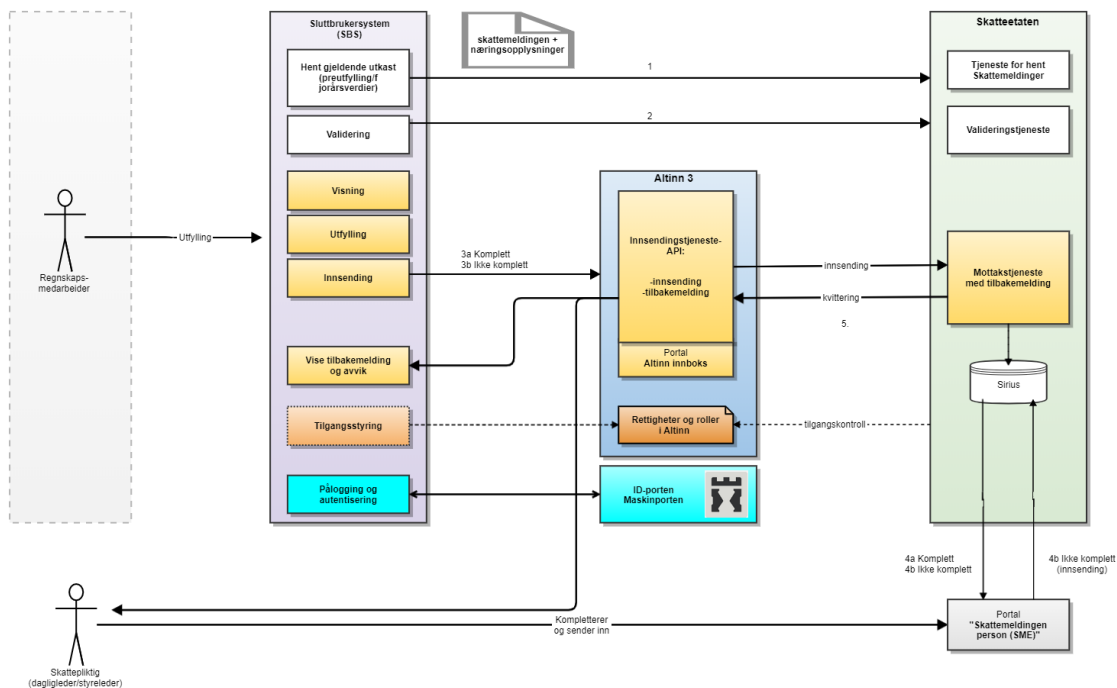 Sluttbrukersystem
(SBS)
skattemeldingen +
næringsopplysninger
Skatteetaten
Hent gjeldende utkast
(preutfylling/f
jorårsverdier)
1
Tjeneste for hent
Skattemeldinger
Validering
2
Valideringstjeneste
Altinn 3
Visning
Utfylling
Utfylling
Innsending
3a Komplett
3b Ikke komplett
Innsendingstjeneste-
API:
-innsending
-tilbakemelding
innsending
kvittering
5.
Mottakstjeneste
med tilbakemelding
Regnskaps-
medarbeider
Vise tilbakemelding
og avvik
Portal
Altinn innboks
Sirius
Tilgangsstyring
Rettigheter og roller
i Altinn
tilgangskontroll
Pålogging og
autentisering
ID-porten
Maskinporten
4a Komplett
4b Ikke komplett
4b Ikke komplett
(innsending)
Kompletterer
og sender inn
Portal
"Skattemeldingen
person (SME)"
Skattepliktig
(dagligleder/styreleder)